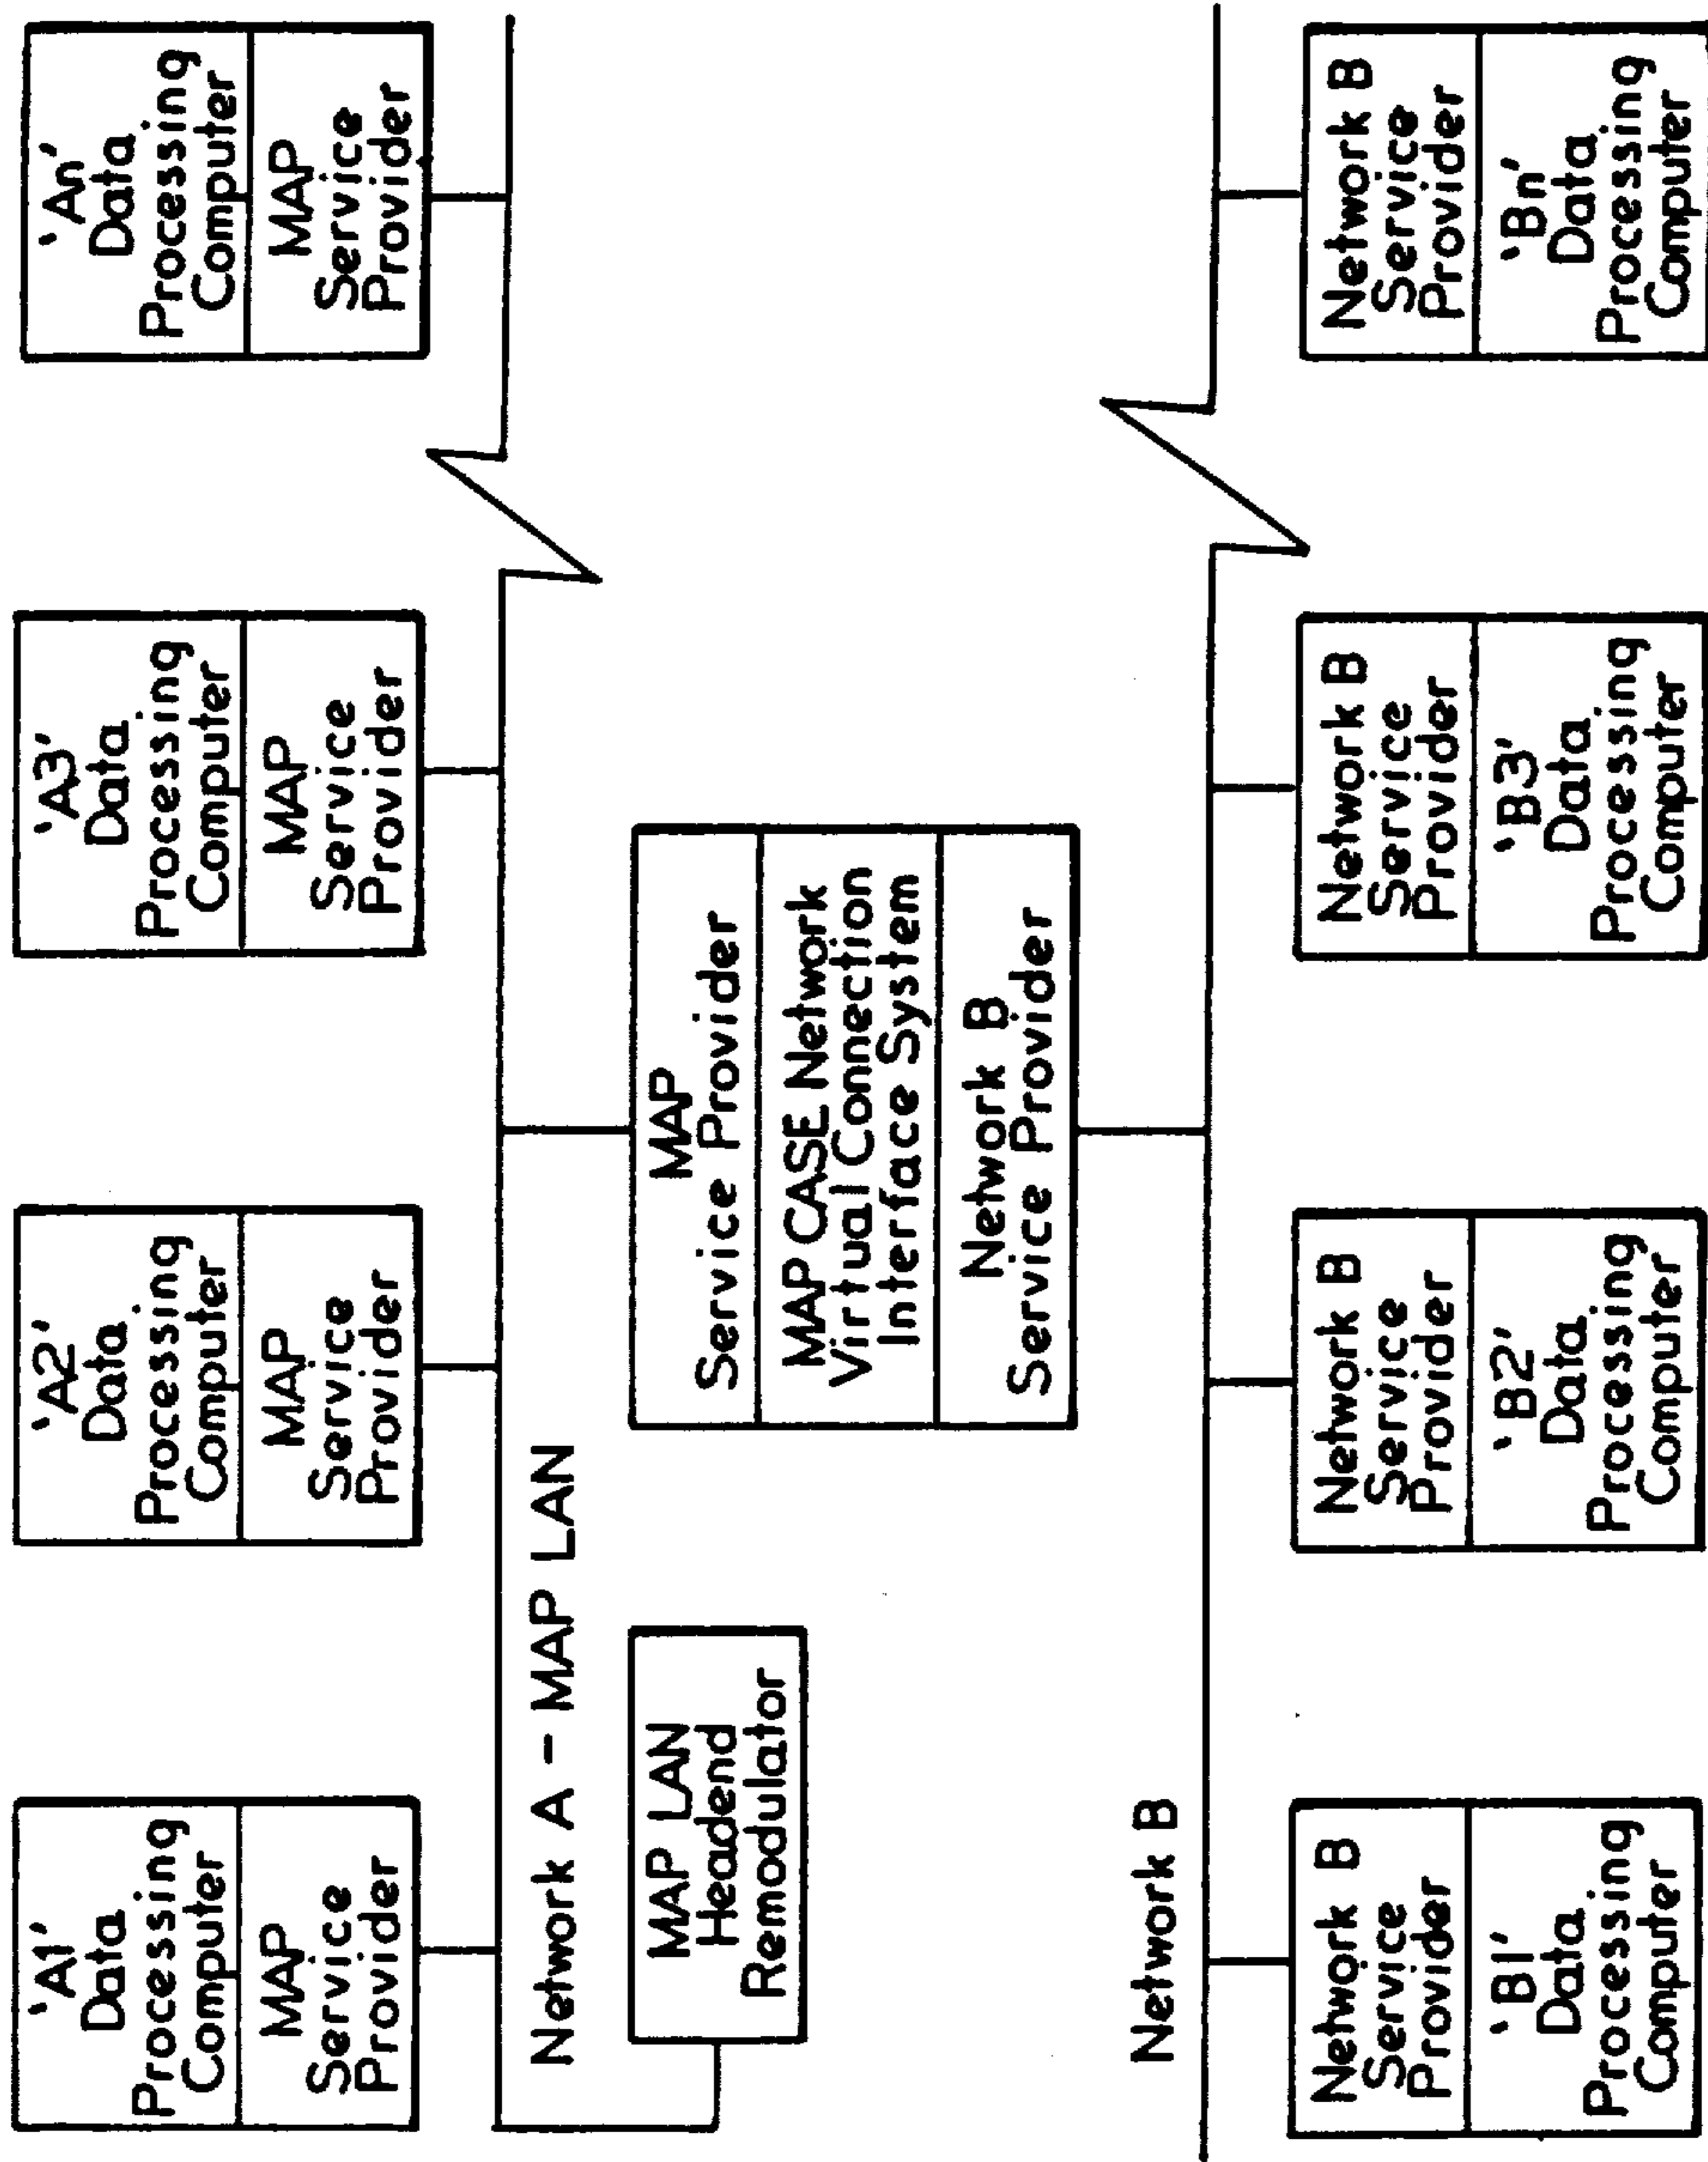 'A1'
Data
Processing
Computer
MAP
Service
Provider
'A2'
Data
Processing
Computer
MAP
Service
Provider
'A3'
Data
Processing
Computer
MAP
Service
Provider
'An'
Data
Processing
Computer
MAP
Service
Provider
Network A - MAP LAN
MAP LAN
Headend
Remodulator
MAP
Service Provider
MAP CASE Network
Virtual Connection
Interface System
Network B
Service Provider
Network B
Network B
Service
Provider
'B1'
Data
Processing
Computer
Network B
Service
Provider
'B2'
Data
Processing
Computer
Network B
Service
Provider
'B3'
Data
Processing
Computer
Network B
Service
Provider
'Bn'
Data
Processing
Computer